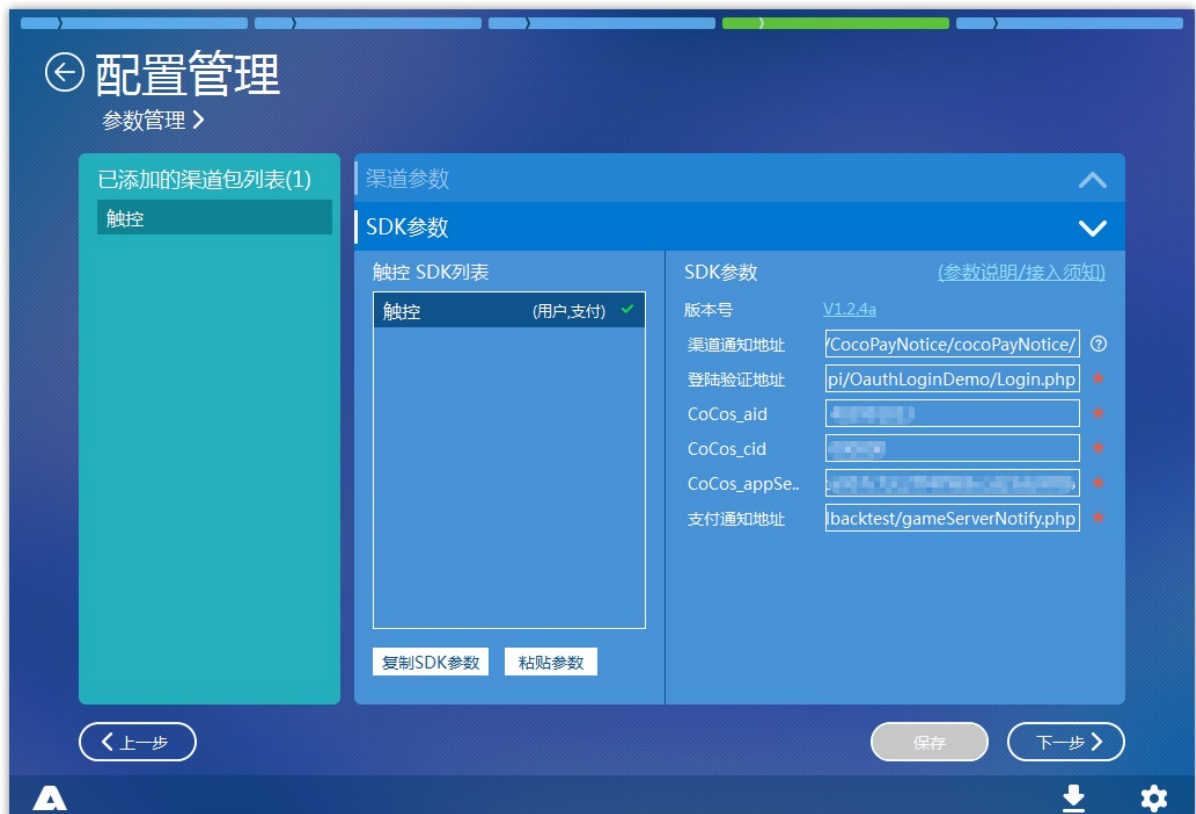 配置管理
参数管理
已添加的渠道包列表(1)
触控
渠道参数
SDK参数
触控 SDK列表
触控 (用户,支付)
复制SDK参数 粘贴参数
SDK参数 (参数说明/接入须知)
版本号 V1.2.4a
渠道通知地址 /CocoPayNotice/cocoPayNotice/
登陆验证地址 pi/OauthLoginDemo/Login.php
CoCos_aid
CoCos_cid
CoCos_appSe..
支付通知地址 lbacktest/gameServerNotify.php
上一步 保存 下一步